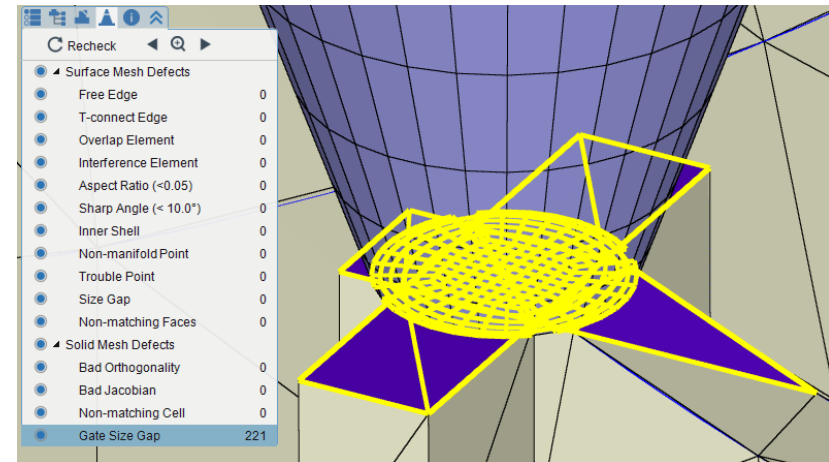 Recheck
Surface Mesh Defects
Free Edge 0
T-connect Edge 0
Overlap Element 0
Interference Element 0
Aspect Ratio (<0.05) 0
Sharp Angle (< 10.0°) 0
Inner Shell 0
Non-manifold Point 0
Trouble Point 0
Size Gap 0
Non-matching Faces 0
Solid Mesh Defects
Bad Orthogonality 0
Bad Jacobian 0
Non-matching Cell 0
Gate Size Gap 221